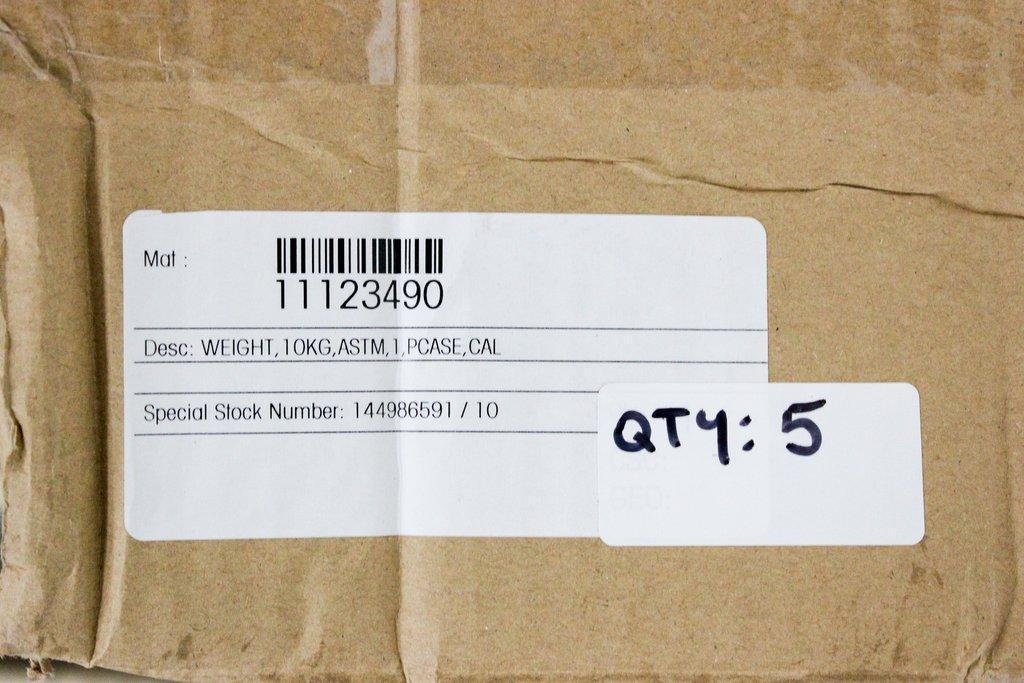 Mat :
11123490
Desc: WEIGHT,10KG,ASTM,1,PCASE,CAL
Special Stock Number: 144986591 / 10
QTY: 5